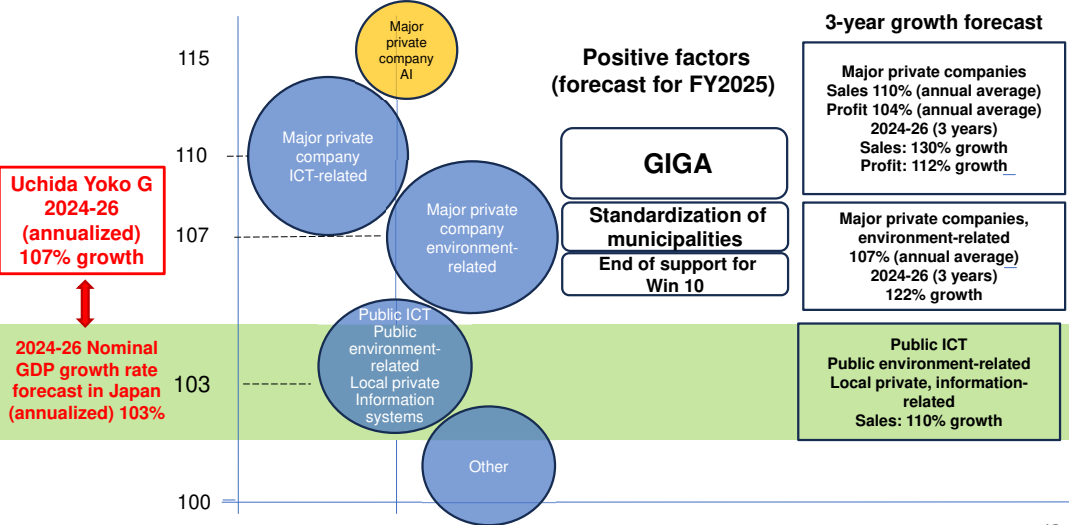 3-year growth forecast
Major
private
company
AI
115
Positive factors
(forecast for FY2025)
Major private companies
Sales 110% (annual average)
Profit 104% (annual average)
2024-26 (3 years)
Sales: 130% growth
Profit: 112% growth
110
Major private
company
ICT-related
GIGA
Uchida Yoko G
2024-26
(annualized)
107% growth
107
Major private
company
environment-
related
Standardization of
municipalities
End of support for
Win 10
Major private companies,
environment-related
107% (annual average)
2024-26 (3 years)
122% growth
2024-26 Nominal
GDP growth rate
forecast in Japan
(annualized) 103%
103
Public ICT
Public
environment-
related
Local private
Information
systems
Public ICT
Public environment-related
Local private, information-
related
Sales: 110% growth
Other
100